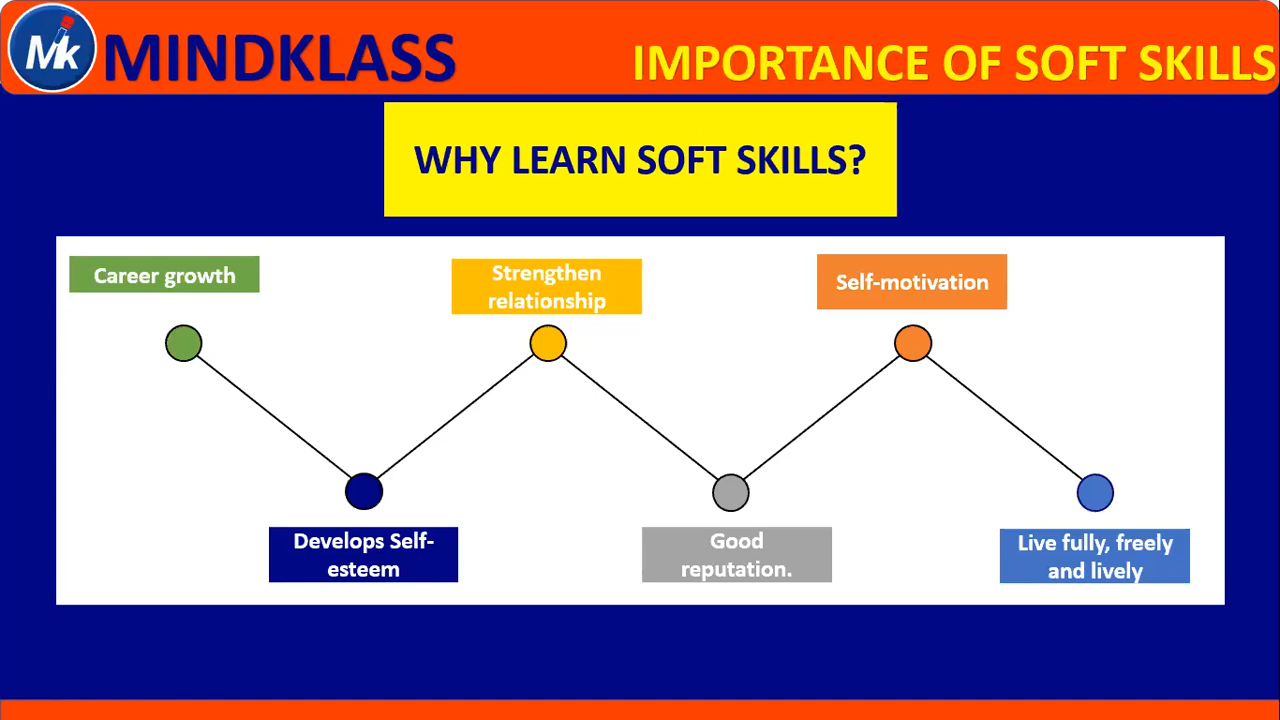 Mk MINDKLASS
IMPORTANCE OF SOFT SKILLS
WHY LEARN SOFT SKILLS?
Career growth
Develops Self-
esteem
Strengthen
relationship
Good
reputation.
Self-motivation
Live fully, freely
and lively